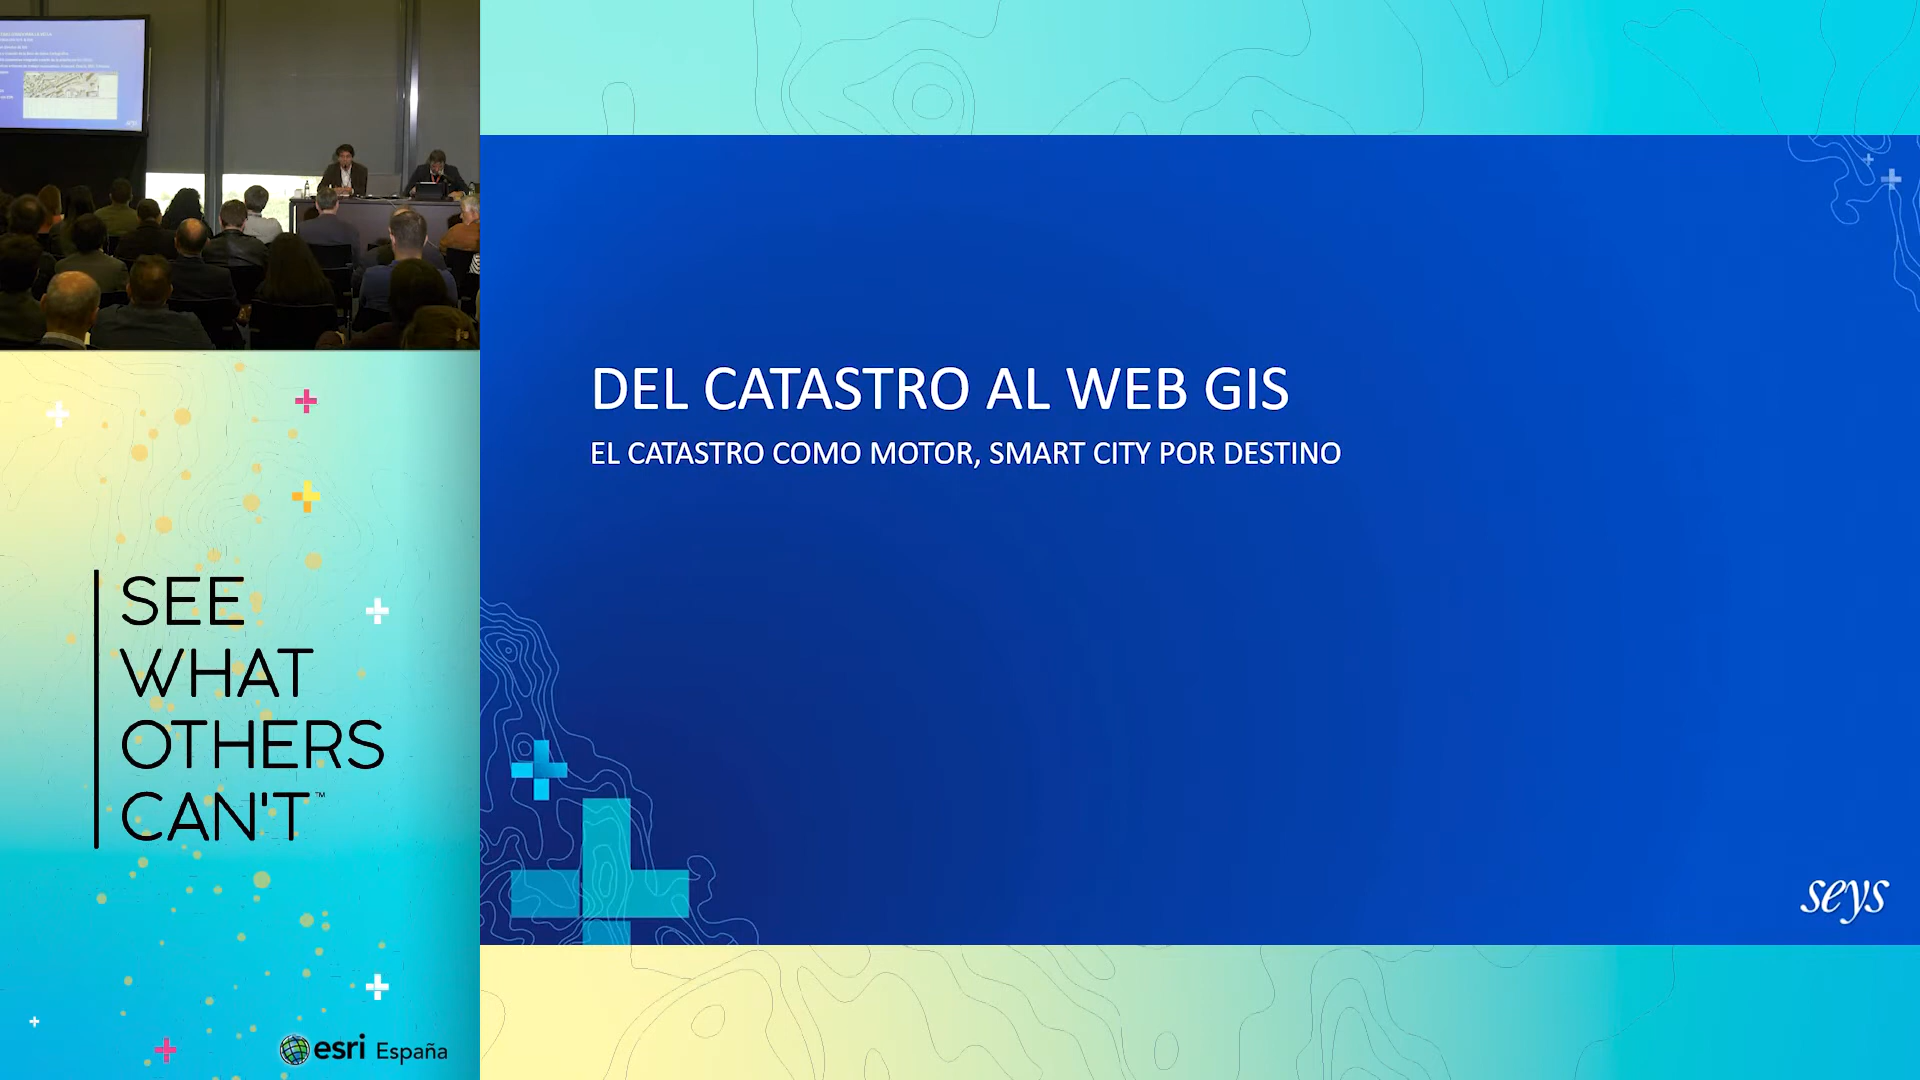 DEL CATASTRO AL WEB GIS
EL CATASTRO COMO MOTOR, SMART CITY POR DESTINO
seys
SEE
WHAT
OTHERS
CAN'T™
esri España